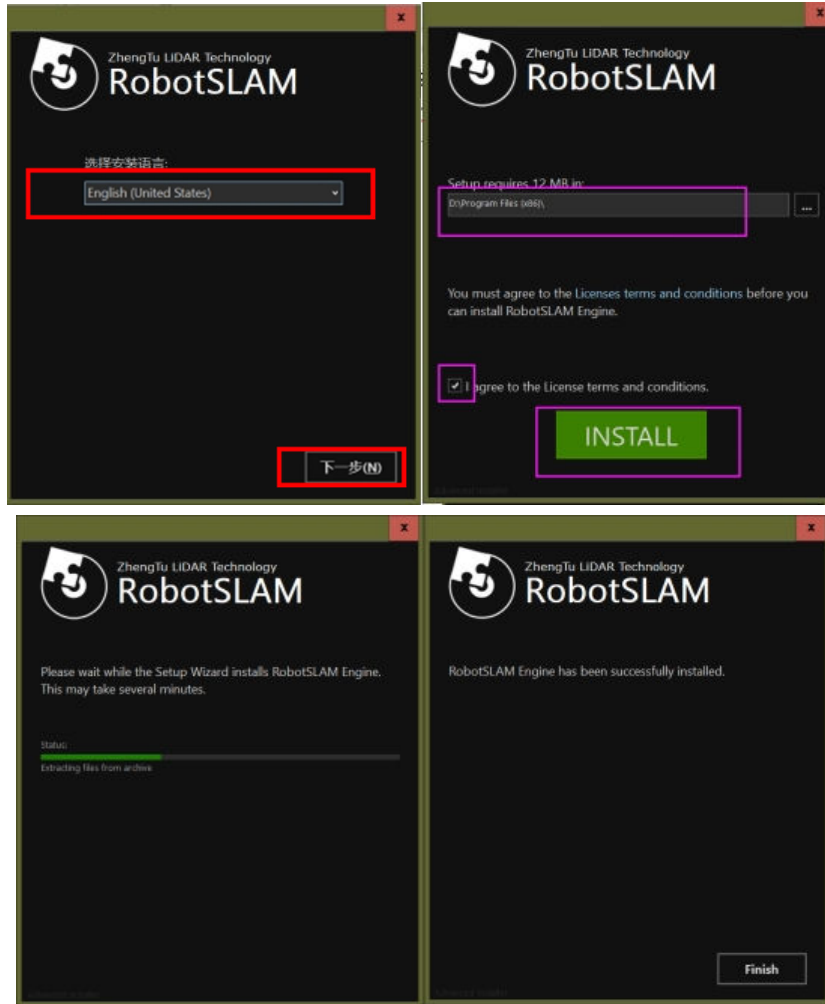 x
ZhengTu LiDAR Technology
RobotSLAM
选择安装语言:
English (United States)
下一步(N)
x
ZhengTu LiDAR Technology
RobotSLAM
Setup requires 12 MB in:
D:\Program Files (x86)\
...
You must agree to the Licenses terms and conditions before you
can install RobotSLAM Engine.
I agree to the License terms and conditions.
INSTALL
x
ZhengTu LiDAR Technology
RobotSLAM
Please wait while the Setup Wizard installs RobotSLAM Engine.
This may take several minutes.
Status:
Extracting files from archive
x
ZhengTu LiDAR Technology
RobotSLAM
RobotSLAM Engine has been successfully installed.
Finish